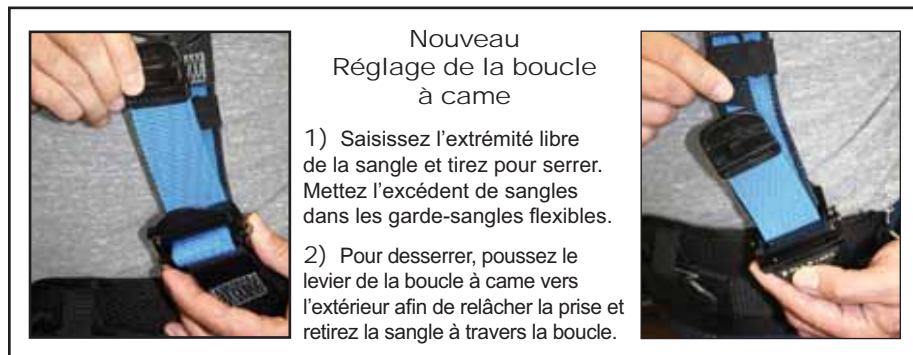 Nouveau
Réglage de la boucle
à came
1) Saisissez l’extrémité libre
de la sangle et tirez pour serrer.
Mettez l’excédent de sangles
dans les garde-sangles flexibles.
2) Pour desserrer, poussez le
levier de la boucle à came vers
l’extérieur afin de relâcher la prise et
retirez la sangle à travers la boucle.